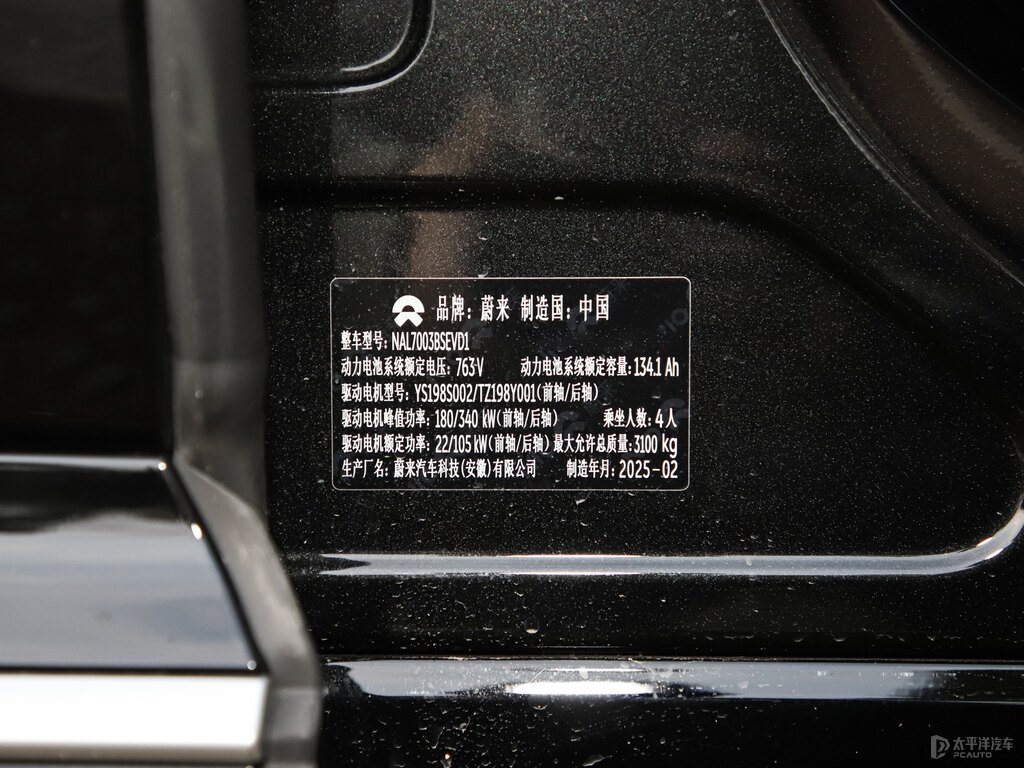 品牌：蔚来 制造国：中国
整车型号：NAL7003BSEVD1
动力电池系统额定电压：763V 动力电池系统额定容量：134.1 Ah
驱动电机型号：YS198S002/TZ198Y001(前轴/后轴)
驱动电机峰值功率：180/340 kW(前轴/后轴) 乘坐人数：4人
驱动电机额定功率：22/105 kW(前轴/后轴) 最大允许总质量：3100 kg
生产厂名：蔚来汽车科技(安徽)有限公司 制造年月：2025-02
太平洋汽车
PCAUTO